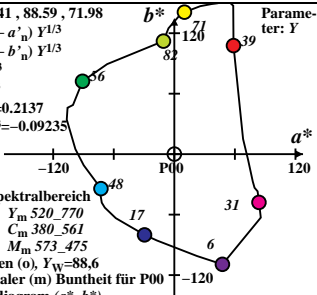 41 , 88.59 , 71.98
b*
Parame-
– a’n) Y1/3
71
ter: Y
120
39
– b’n) Y1/3
82
56
=0.2137
=−0.09235
a*
−120
P00
120
48
pektralbereich
Ym 520_770
17
31
Cm 380_561
6
Mm 573_475
en (o), YW=88,6
−120
aler (m) Buntheit für P00